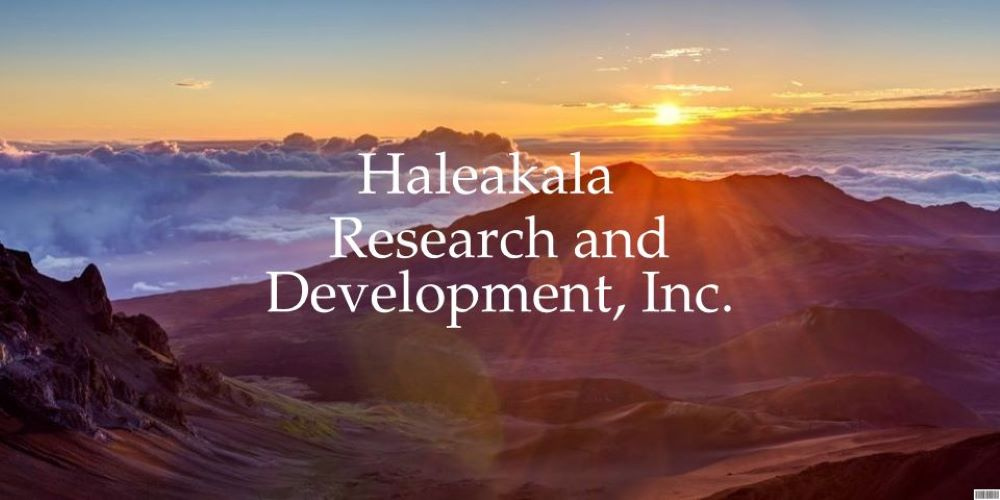 Haleakala
Research and
Development, Inc.